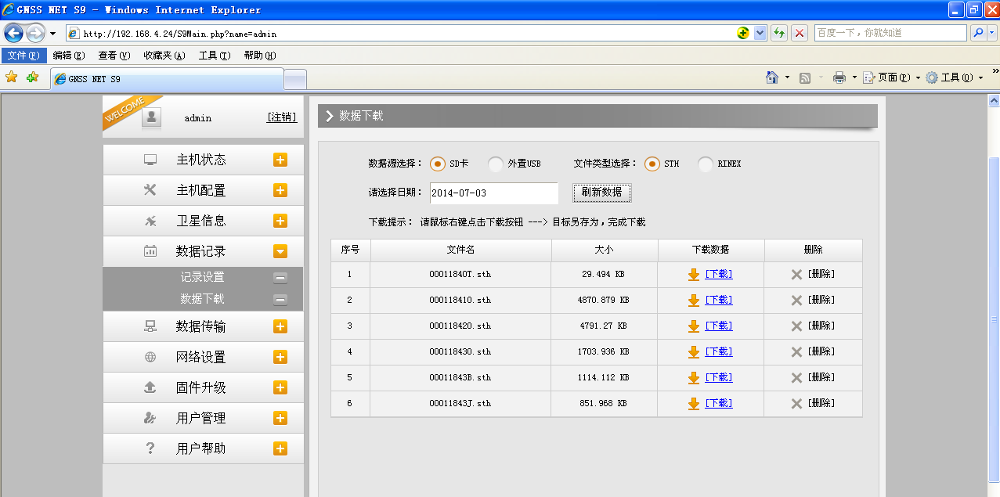 GNSS NET S9 - Windows Internet Explorer
http://192.168.4.24/S9Main.php?name=admin
百度一下，你就知道
文件(F) 编辑(E) 查看(V) 收藏夹(A) 工具(T) 帮助(H)
GNSS NET S9
页面(P) 工具(O) »
WELCOME
admin
[注销]
主机状态
主机配置
卫星信息
数据记录
记录设置
数据下载
数据传输
网络设置
固件升级
用户管理
用户帮助
数据下载
数据源选择： SD卡 外置USB 文件类型选择： STH RINEX
请选择日期： 2014-07-03 刷新数据
下载提示： 请鼠标右键点击下载按钮 ---> 目标另存为，完成下载
序号 文件名 大小 下载数据 删除
1 00011840T.sth 29.494 KB [下载] [删除]
2 000118410.sth 4870.879 KB [下载] [删除]
3 000118420.sth 4791.27 KB [下载] [删除]
4 000118430.sth 1703.936 KB [下载] [删除]
5 00011843B.sth 1114.112 KB [下载] [删除]
6 00011843J.sth 851.968 KB [下载] [删除]